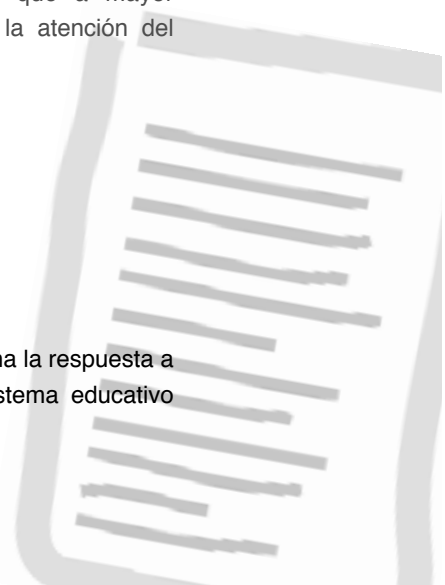 que a mayor
la atención del
na la respuesta a
stema educativo